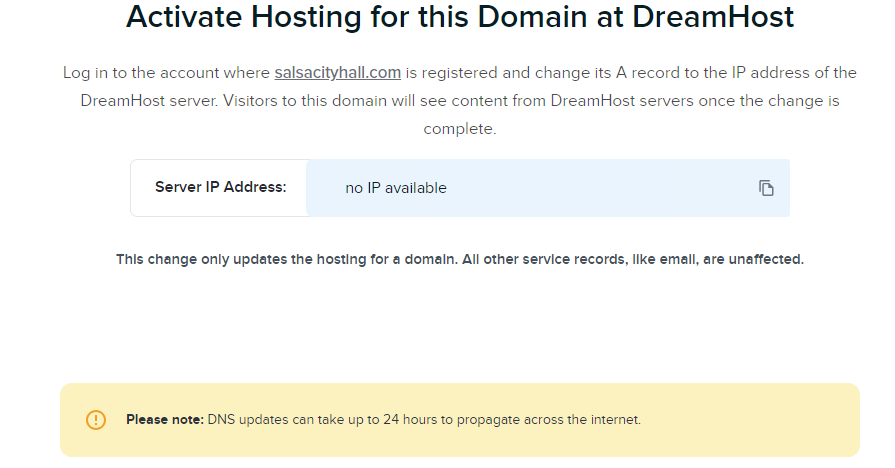 Activate Hosting for this Domain at DreamHost
Log in to the account where salsacityhall.com is registered and change its A record to the IP address of the
DreamHost server. Visitors to this domain will see content from DreamHost servers once the change is
complete.
Server IP Address: no IP available
This change only updates the hosting for a domain. All other service records, like email, are unaffected.
Please note: DNS updates can take up to 24 hours to propagate across the internet.